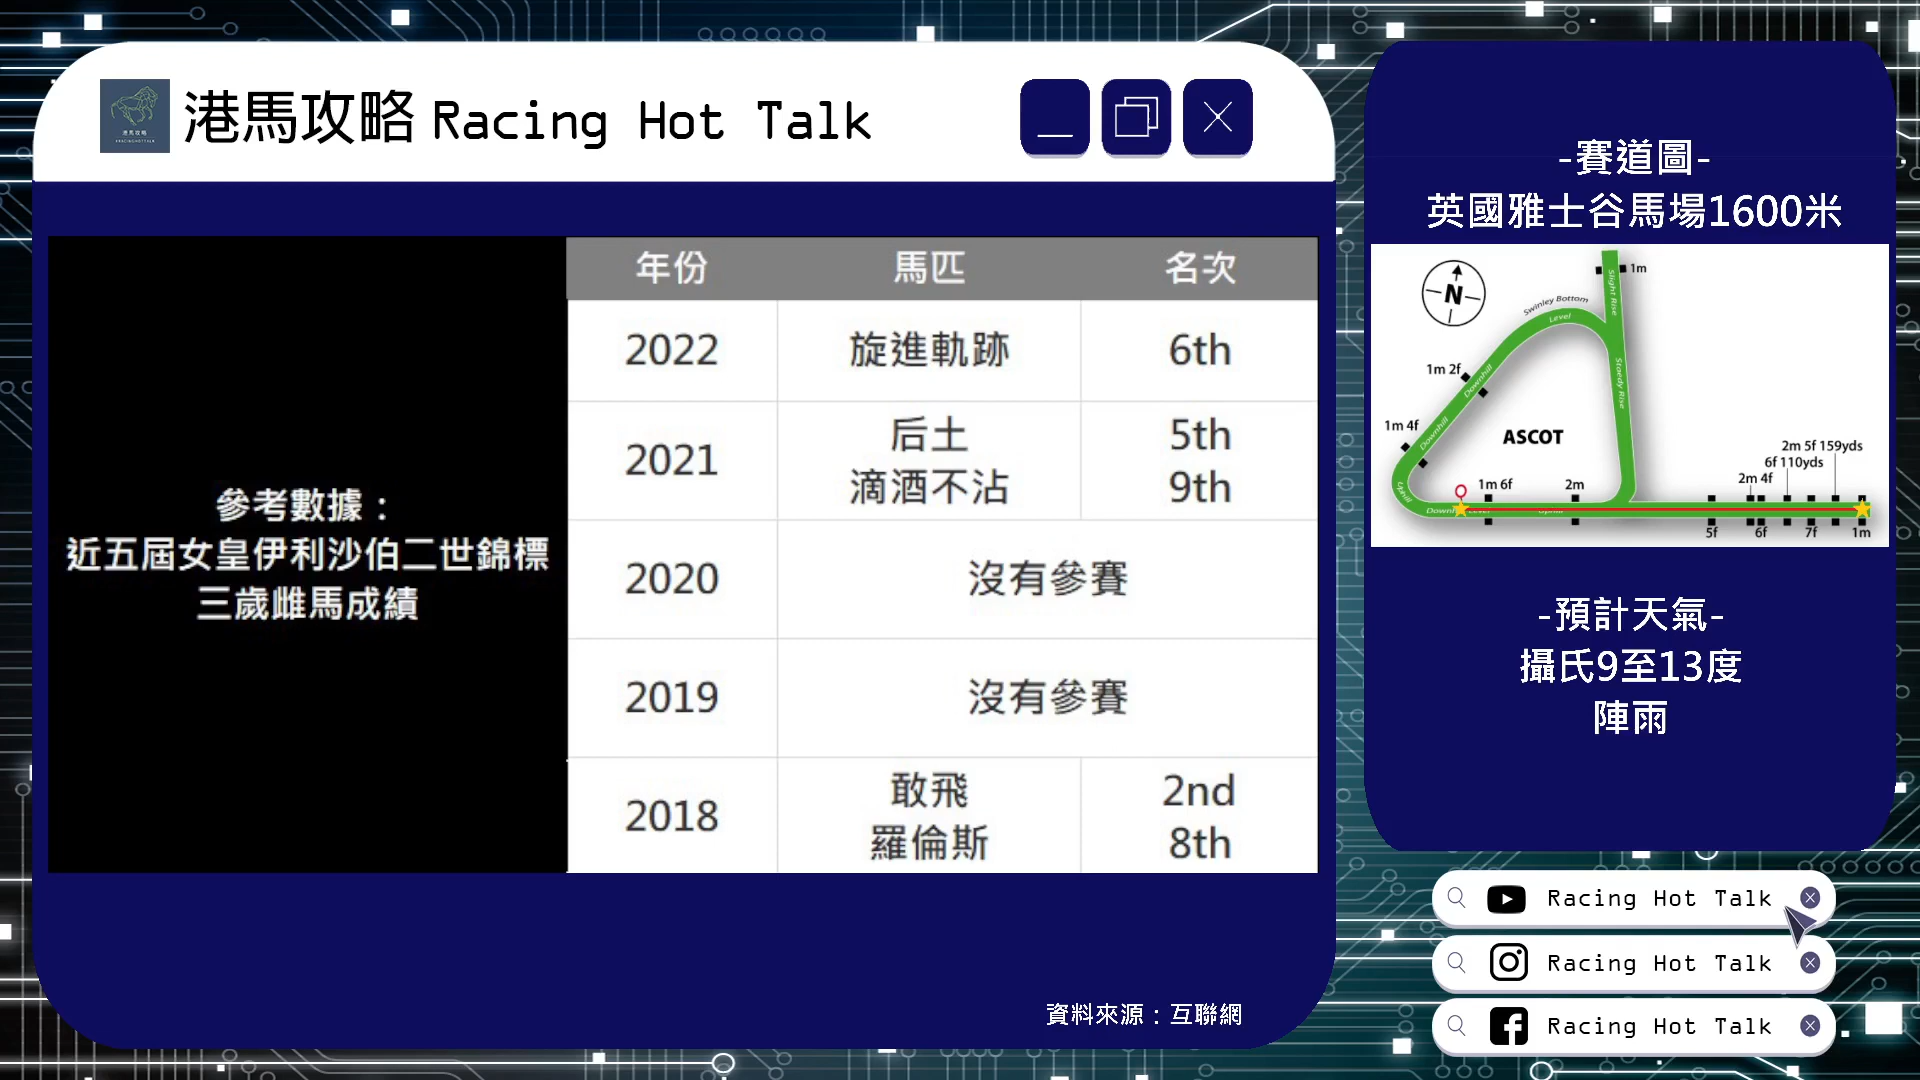 港馬攻略 Racing Hot Talk
參考數據：
近五屆女皇伊利沙伯二世錦標
三歲雌馬成績
年份 馬匹 名次
2022 旋進軌跡 6th
2021 后土 5th
滴酒不沾 9th
2020 沒有參賽
2019 沒有參賽
2018 敢飛 2nd
羅倫斯 8th
資料來源：互聯網
-賽道圖-
英國雅士谷馬場1600米
1m
Slight Rise
N
Swinley Bottom
Level
1m 2f
Downhill
Steady Rise
1m 4f
Downhill
ASCOT
2m 5f 159yds
6f 110yds
2m 4f
1m 6f
2m
Uphill
Uphill
5f
6f
7f
1m
-預計天氣-
攝氏9至13度
陣雨
Racing Hot Talk
Racing Hot Talk
Racing Hot Talk